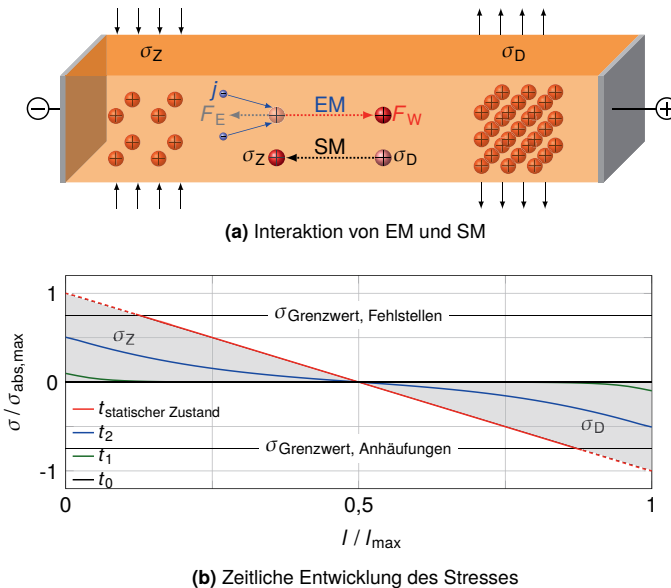 σZ σD
j
EM
FE FW
⊖ ⊕
SM
σZ σD
(a) Interaktion von EM und SM
1
σGrenzwert, Fehlstellen
σZ
σ / σabs,max
0
tstatischer Zustand
t2
σD
t1
σGrenzwert, Anhäufungen
t0
-1
0 0,5 1
l / lmax
(b) Zeitliche Entwicklung des Stresses